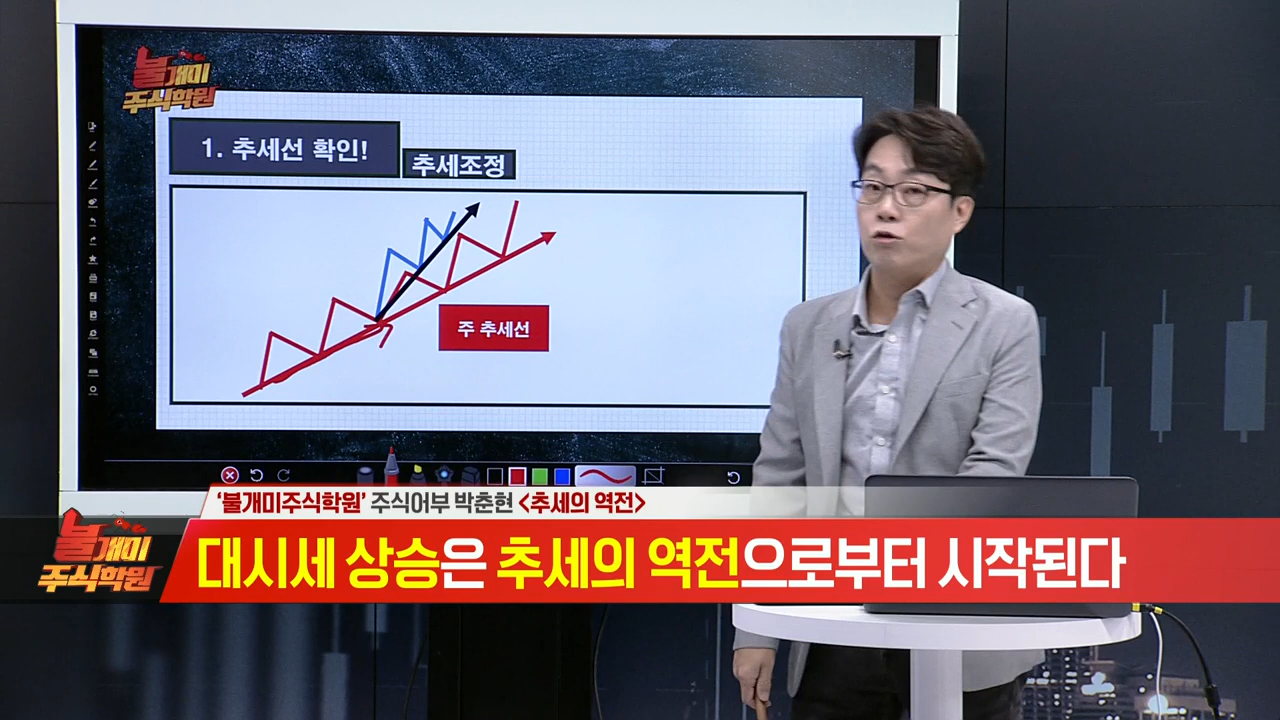 불개미
주식학원
1. 추세선 확인!
추세조정
주 추세선
‘불개미주식학원’ 주식어부 박춘현 <추세의 역전>
불개미
주식학원
대시세 상승은 추세의 역전으로부터 시작된다